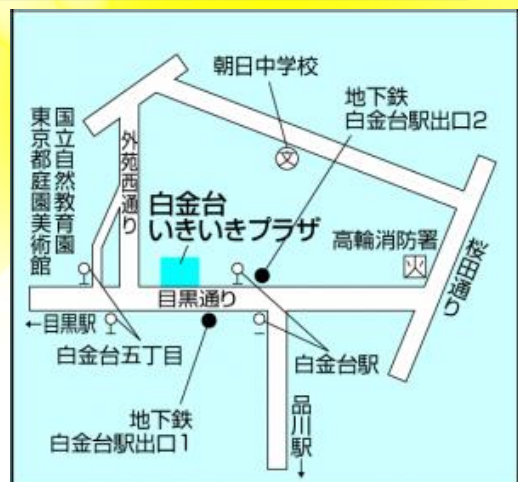 朝日中学校
地下鉄
白金台駅出口2
文
国立自然教育園
東京都庭園美術館
外苑西通り
白金台
いきいきプラザ
高輪消防署
火
桜田通り
目黒通り
←目黒駅
白金台五丁目
白金台駅
地下鉄
白金台駅出口1
品川駅↓